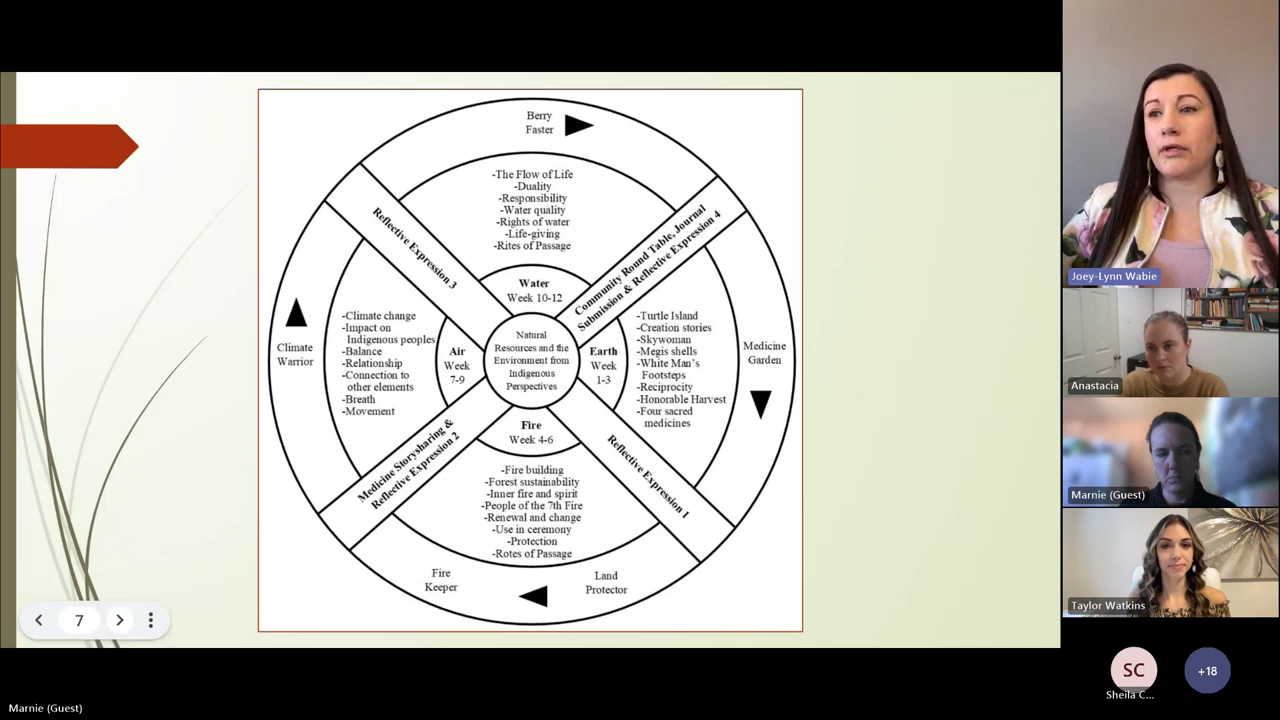 Berry
Faster
-The Flow of Life
-Duality
-Responsibility
-Water quality
-Rights of water
-Life-giving
-Rites of Passage
Reflective Expression 3
Community Round Table, Journal
Submission & Reflective Expression 4
Water
Week 10-12
Climate
Warrior
-Climate change
-Impact on
Indigenous peoples
-Balance
-Relationship
-Connection to
other elements
-Breath
-Movement
Air
Week
7-9
Natural
Resources and the
Environment from
Indigenous
Perspectives
Earth
Week
1-3
-Turtle Island
-Creation stories
-Skywoman
-Megis shells
-White Man's
Footsteps
-Reciprocity
-Honorable Harvest
-Four sacred
medicines
Medicine
Garden
Fire
Week 4-6
Medicine Storysharing &
Reflective Expression 2
Reflective Expression 1
-Fire building
-Forest sustainability
-Inner fire and spirit
-People of the 7th Fire
-Renewal and change
-Use in ceremony
-Protection
-Rotes of Passage
Fire
Keeper
Land
Protector
7
Joey-Lynn Wabie
Anastacia
Marnie (Guest)
Taylor Watkins
SC
Sheila C...
+18
Marnie (Guest)